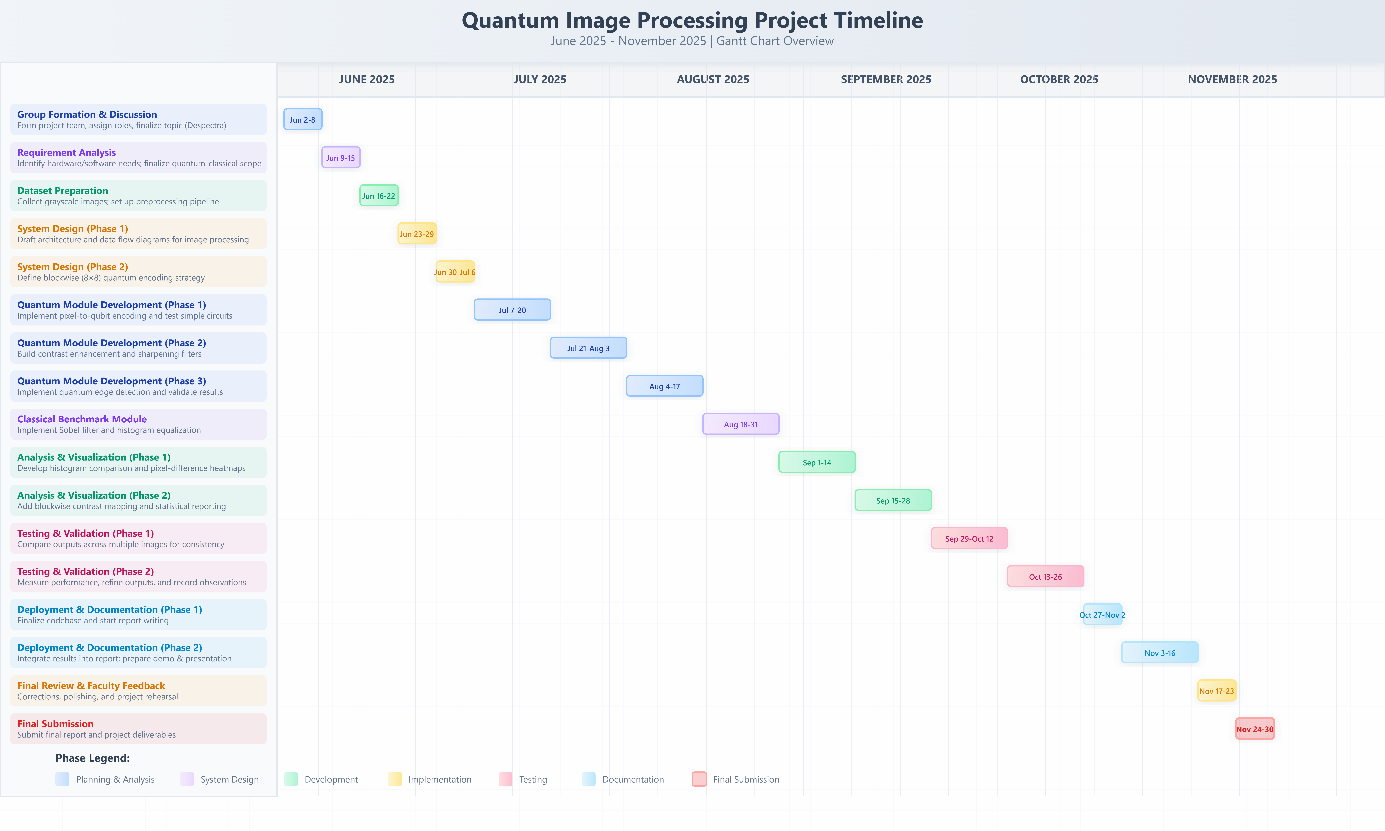 Quantum Image Processing Project Timeline
June 2025 - November 2025 | Gantt Chart Overview
JUNE 2025 JULY 2025 AUGUST 2025 SEPTEMBER 2025 OCTOBER 2025 NOVEMBER 2025
Group Formation & Discussion
Form project team, assign roles, finalize topic (Despectra)
Jun 2-8
Requirement Analysis
Identify hardware/software needs; finalize quantum-classical scope
Jun 9-15
Dataset Preparation
Collect grayscale images; set up preprocessing pipeline
Jun 16-22
System Design (Phase 1)
Draft architecture and data flow diagrams for image processing
Jun 23-29
System Design (Phase 2)
Define blockwise (8×8) quantum encoding strategy
Jun 30-Jul 6
Quantum Module Development (Phase 1)
Implement pixel-to-qubit encoding and test simple circuits
Jul 7-20
Quantum Module Development (Phase 2)
Build contrast enhancement and sharpening filters
Jul 21-Aug 3
Quantum Module Development (Phase 3)
Implement quantum edge detection and validate results
Aug 4-17
Classical Benchmark Module
Implement Sobel filter and histogram equalization
Aug 18-31
Analysis & Visualization (Phase 1)
Develop histogram comparison and pixel-difference heatmaps
Sep 1-14
Analysis & Visualization (Phase 2)
Add blockwise contrast mapping and statistical reporting
Sep 15-28
Testing & Validation (Phase 1)
Compare outputs across multiple images for consistency
Sep 29-Oct 12
Testing & Validation (Phase 2)
Measure performance, refine outputs, and record observations
Oct 13-26
Deployment & Documentation (Phase 1)
Finalize codebase and start report writing
Oct 27-Nov 2
Deployment & Documentation (Phase 2)
Integrate results into report; prepare demo & presentation
Nov 3-16
Final Review & Faculty Feedback
Corrections, polishing, and project rehearsal
Nov 17-23
Final Submission
Submit final report and project deliverables
Nov 24-30
Phase Legend:
Planning & Analysis System Design Development Implementation Testing Documentation Final Submission